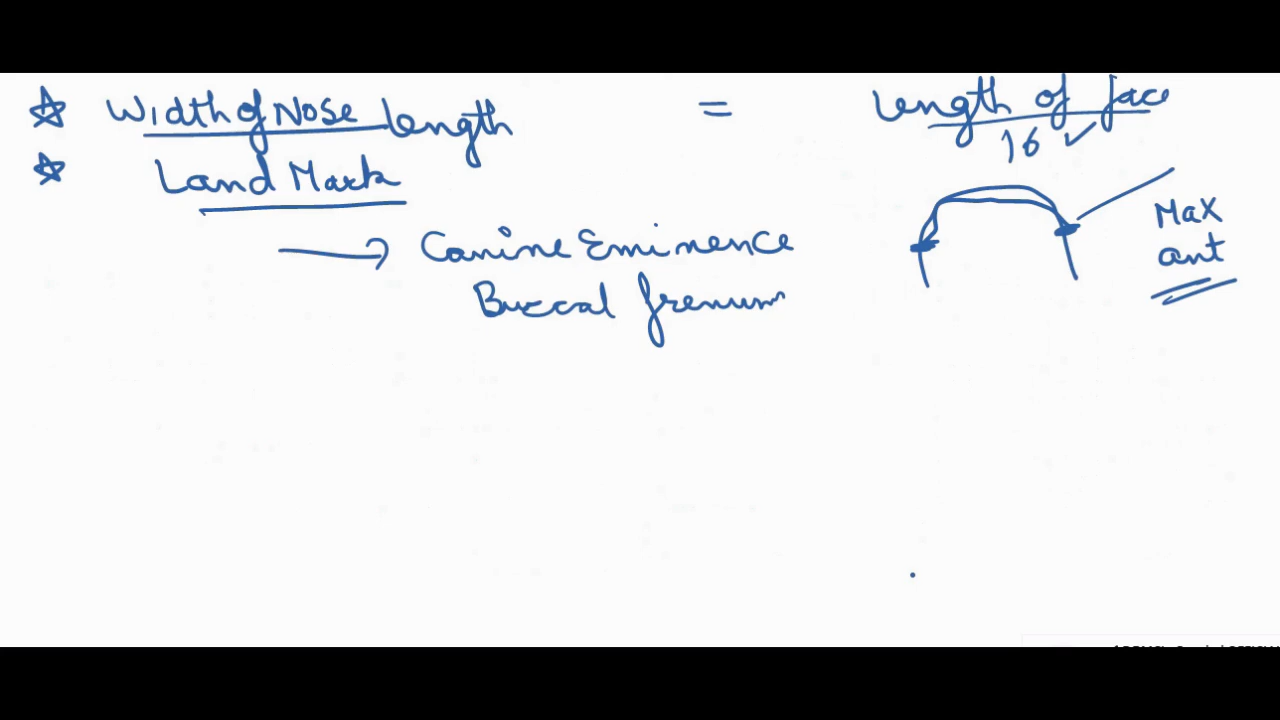 ☆ Width of Nose length = Length of face
16 ✓
☆ Land Mark
→ Canine Eminence
Buccal frenum
Max
ant